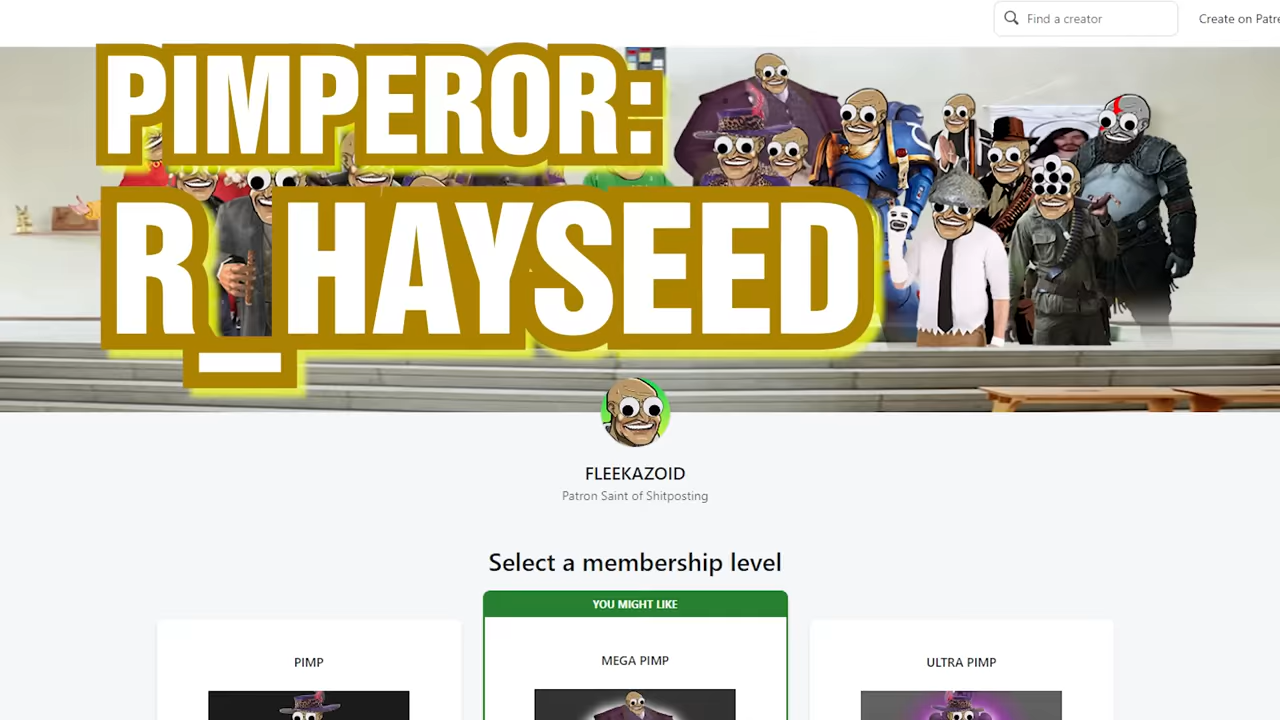 Find a creator
Create on Patre
PIMPEROR:
R_HAYSEED
FLEEKAZOID
Patron Saint of Shitposting
Select a membership level
YOU MIGHT LIKE
PIMP
MEGA PIMP
ULTRA PIMP